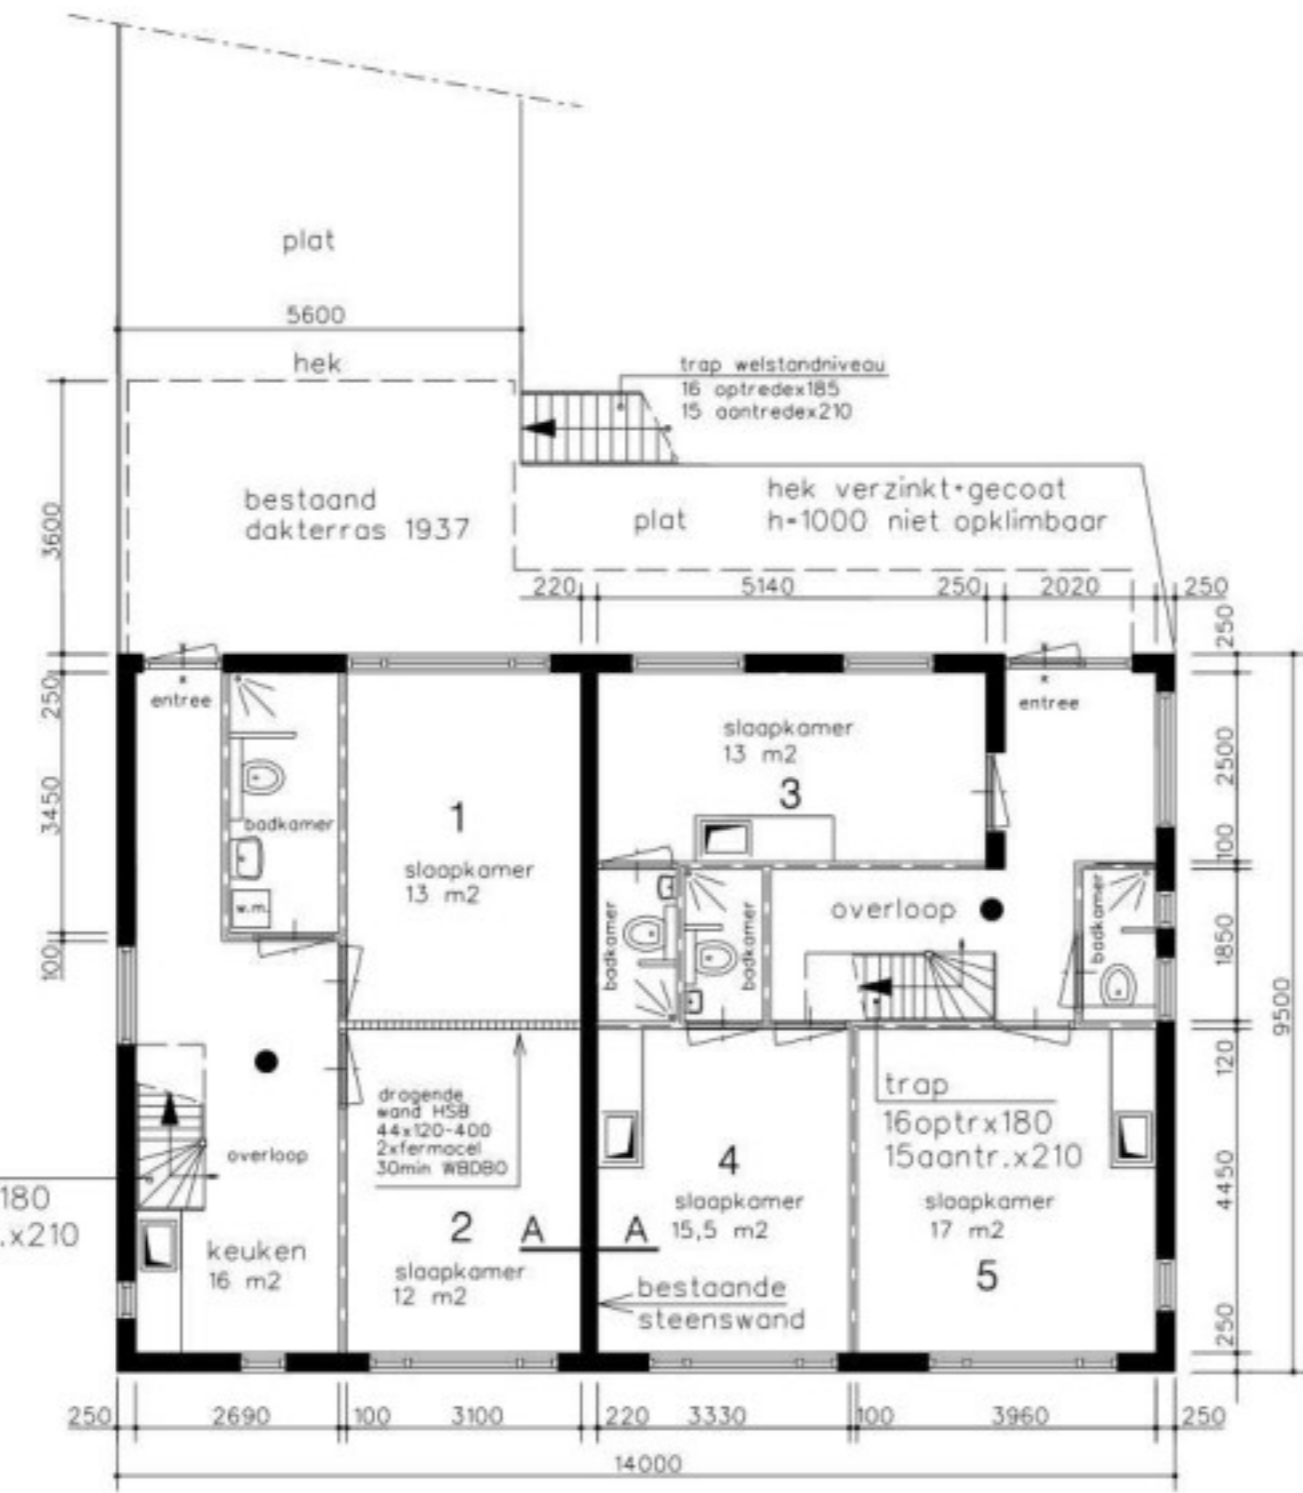 plat
5600
hek
trap welstandniveau
16 optredex185
15 aantredex210
bestaand
dakterras 1937
plat
hek verzinkt+gecoat
h=1000 niet opklimbaar
3600
220
5140
250
2020
250
250
entree
entree
250
3450
100
badkamer
w.m.
1
slaapkamer
13 m2
slaapkamer
13 m2
3
2500
100
1850
120
4450
250
9500
badkamer
badkamer
overloop
badkamer
dragende
wand HSB
44x120-400
2xfermacel
30min WBDBO
trap
16optrx180
15aantr.x210
overloop
180
.x210
keuken
16 m2
2
slaapkamer
12 m2
A
A
4
slaapkamer
15,5 m2
slaapkamer
17 m2
5
bestaande
steenswand
250
2690
100
3100
220
3330
100
3960
250
14000